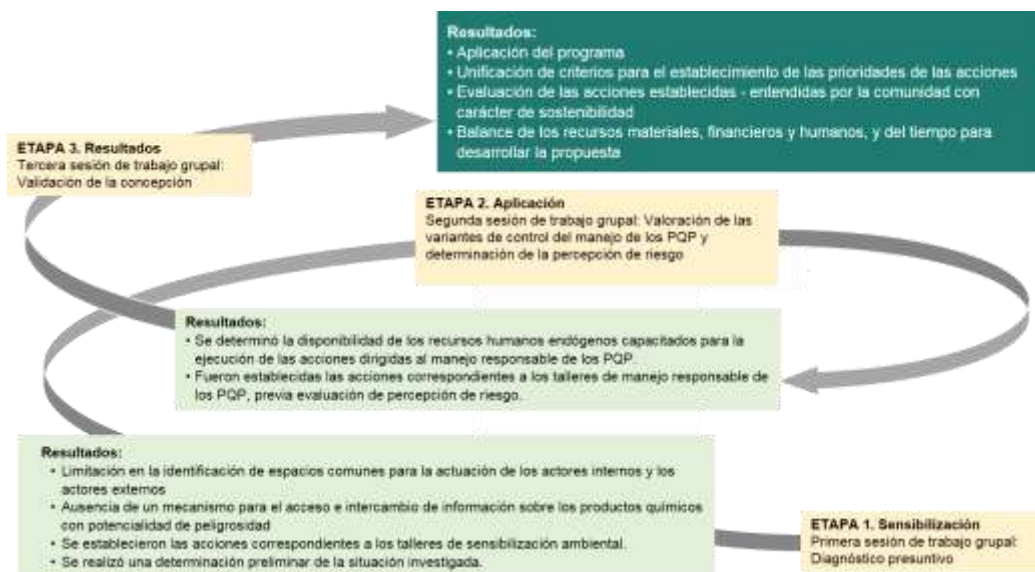 Resultados:
• Aplicación del programa
• Unificación de criterios para el establecimiento de las prioridades de las acciones
• Evaluación de las acciones establecidas - entendidas por la comunidad con
carácter de sostenibilidad
• Balance de los recursos materiales, financieros y humanos, y del tiempo para
desarrollar la propuesta
ETAPA 3. Resultados
Tercera sesión de trabajo grupal:
Validación de la concepción
ETAPA 2. Aplicación
Segunda sesión de trabajo grupal: Valoración de las
variantes de control del manejo de los PQP y
determinación de la percepción de riesgo
Resultados:
• Se determinó la disponibilidad de los recursos humanos endógenos capacitados para la
ejecución de las acciones dirigidas al manejo responsable de los PQP.
• Fueron establecidas las acciones correspondientes a los talleres de manejo responsable de
los PQP, previa evaluación de percepción de riesgo.
Resultados:
• Limitación en la identificación de espacios comunes para la actuación de los actores internos y los
actores externos
• Ausencia de un mecanismo para el acceso e intercambio de información sobre los productos químicos
con potencialidad de peligrosidad
• Se establecieron las acciones correspondientes a los talleres de sensibilización ambiental.
• Se realizó una determinación preliminar de la situación investigada.
ETAPA 1. Sensibilización
Primera sesión de trabajo grupal:
Diagnóstico presuntivo